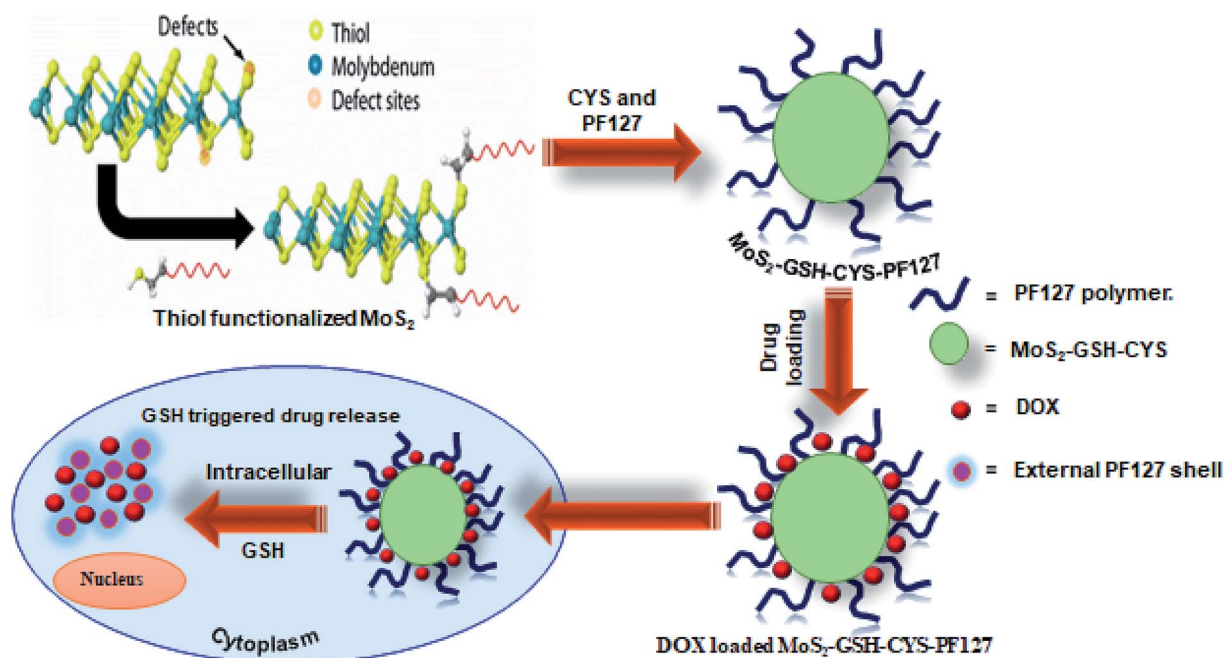 Defects
Thiol
Molybdenum
Defect sites
Thiol functionalized MoS₂
CYS and
PF127
MoS₂-GSH-CYS-PF127
Drug
loading
= PF127 polymer.
= MoS₂-GSH-CYS
= DOX
= External PF127 shell
DOX loaded MoS₂-GSH-CYS-PF127
GSH triggered drug release
Intracellular
GSH
Nucleus
Cytoplasm